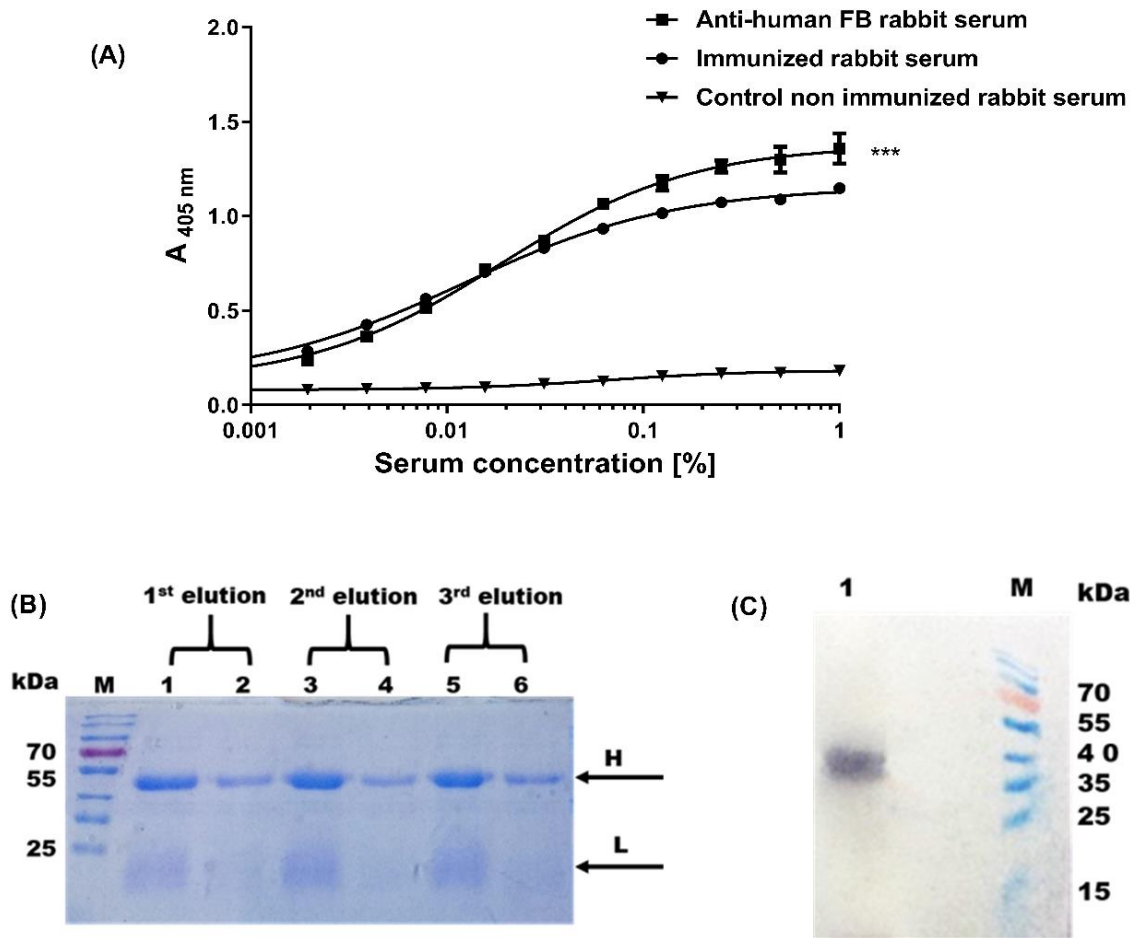 (A)
Anti-human FB rabbit serum
Immunized rabbit serum
Control non immunized rabbit serum
2.0
1.5
1.0
0.5
0.0
A 405 nm
***
0.001
0.01
0.1
1
Serum concentration [%]
(B)
1st elution
2nd elution
3rd elution
kDa
M
1
2
3
4
5
6
70
55
25
H
L
(C)
1
M
kDa
70
55
4 0
35
25
15